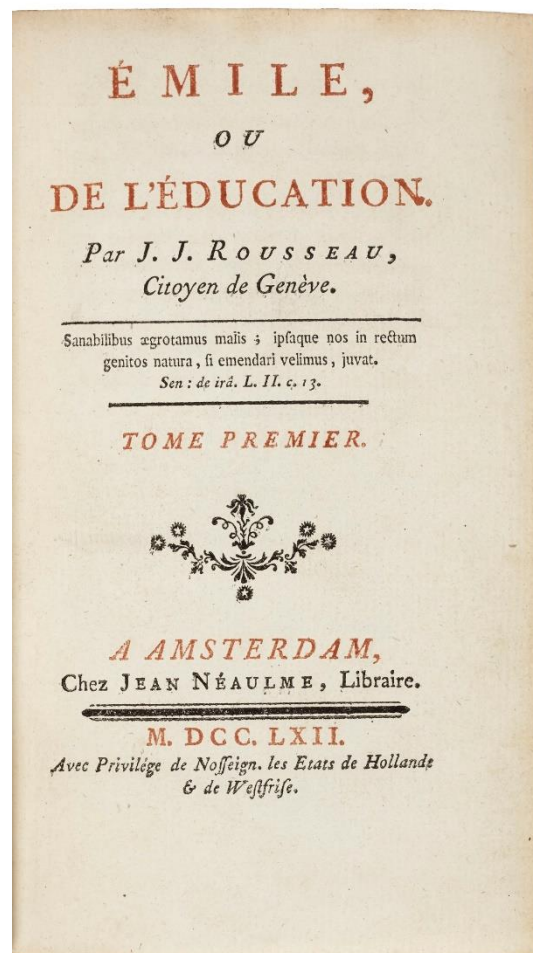 ÉMILE,
OU
DE L'ÉDUCATION.
Par J. J. ROUSSEAU,
Citoyen de Genève.
Sanabilibus ægrotamus malis ; ipſaque nos in rectum
genitos natura, ſi emendari velimus, juvat.
Sen : de irâ. L. II. c. 13.
TOME PREMIER.
A AMSTERDAM,
Chez JEAN NÉAULME, Libraire.
M. DCC. LXII.
Avec Privilége de Noſſeign. les Etats de Hollande
& de Weſtfriſe.